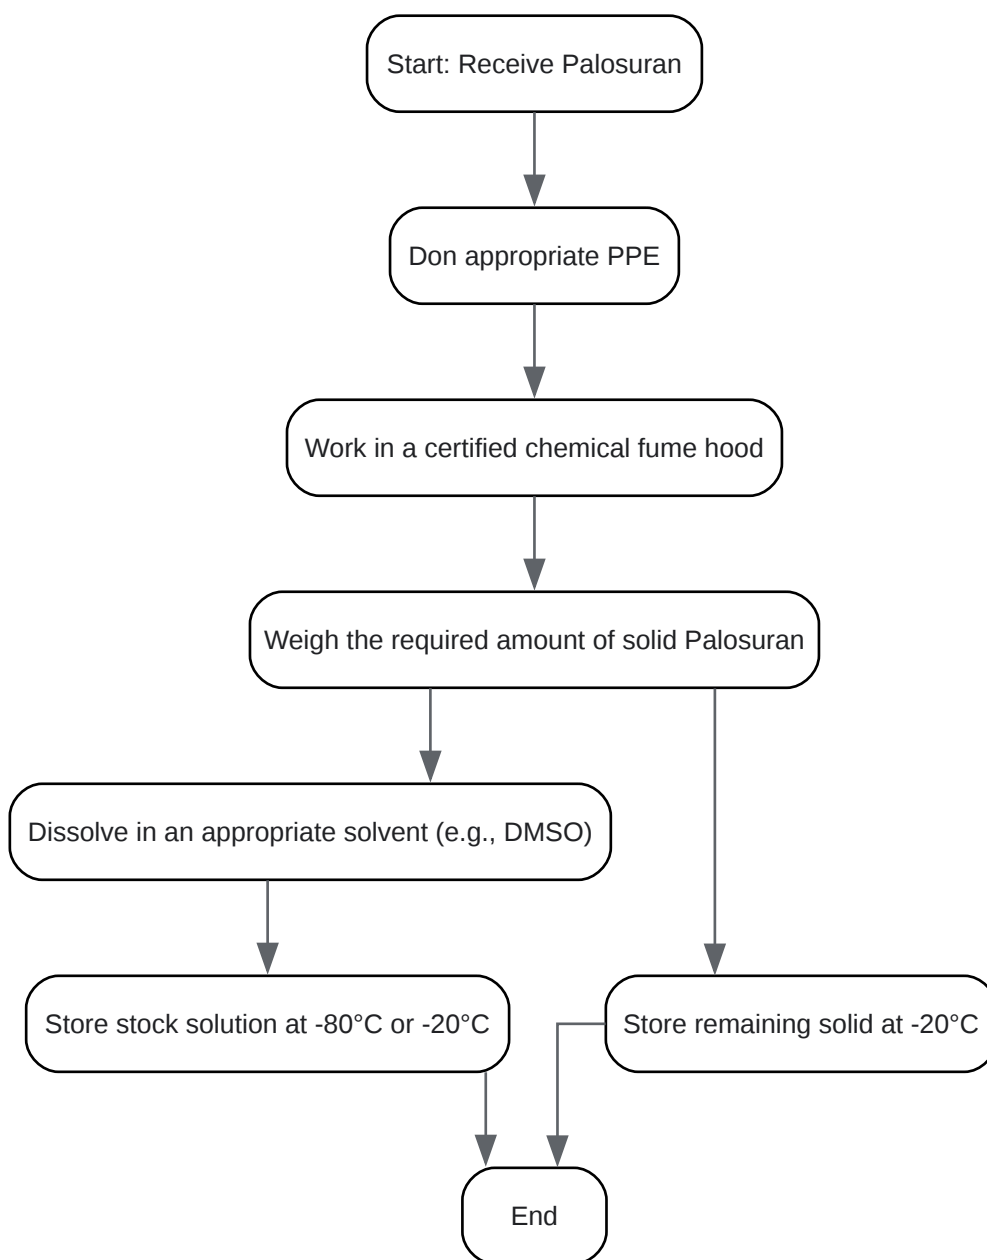 Start: Receive Palosuran
Don appropriate PPE
Work in a certified chemical fume hood
Weigh the required amount of solid Palosuran
Dissolve in an appropriate solvent (e.g., DMSO)
Store stock solution at -80°C or -20°C
Store remaining solid at -20°C
End